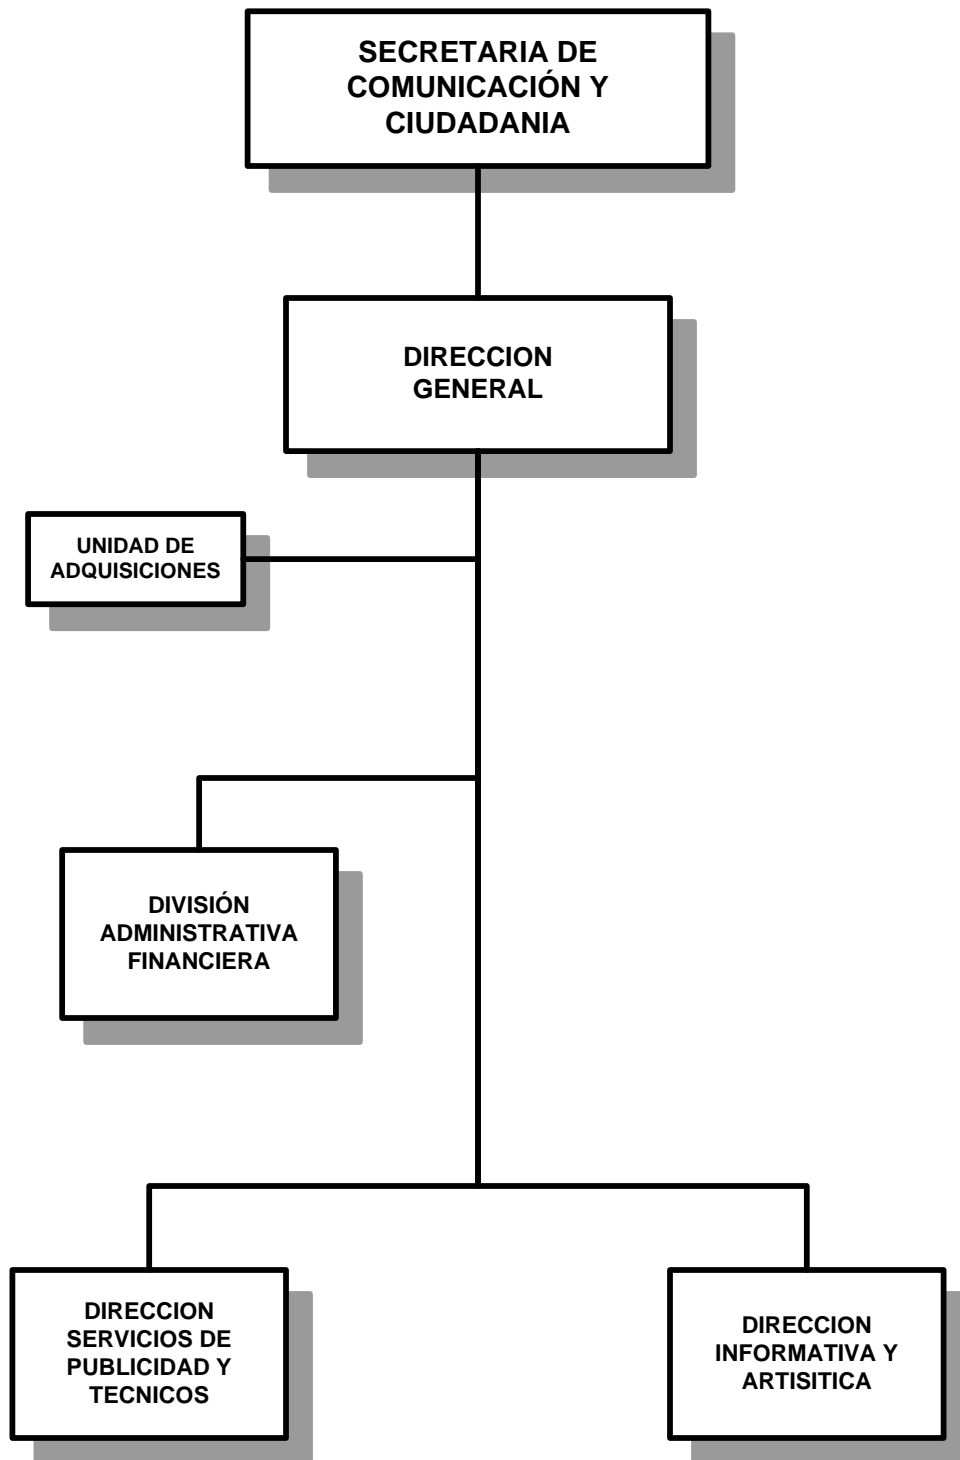 SECRETARIA DE
COMUNICACIÓN Y
CIUDADANIA
DIRECCION
GENERAL
UNIDAD DE
ADQUISICIONES
DIVISIÓN
ADMINISTRATIVA
FINANCIERA
DIRECCION
SERVICIOS DE
PUBLICIDAD Y
TECNICOS
DIRECCION
INFORMATIVA Y
ARTISITICA